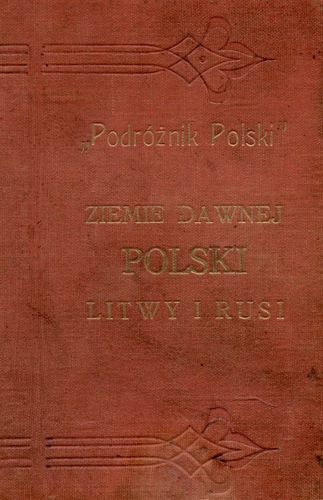 „Podróżnik Polski"
ZIEMIE DAWNEJ
POLSKI
LITWY I RUSI